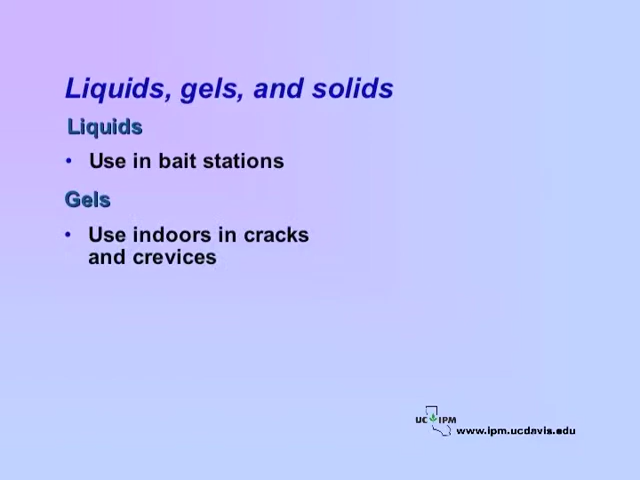 Liquids, gels, and solids
Liquids
• Use in bait stations
Gels
• Use indoors in cracks
and crevices
UC IPM
www.ipm.ucdavis.edu